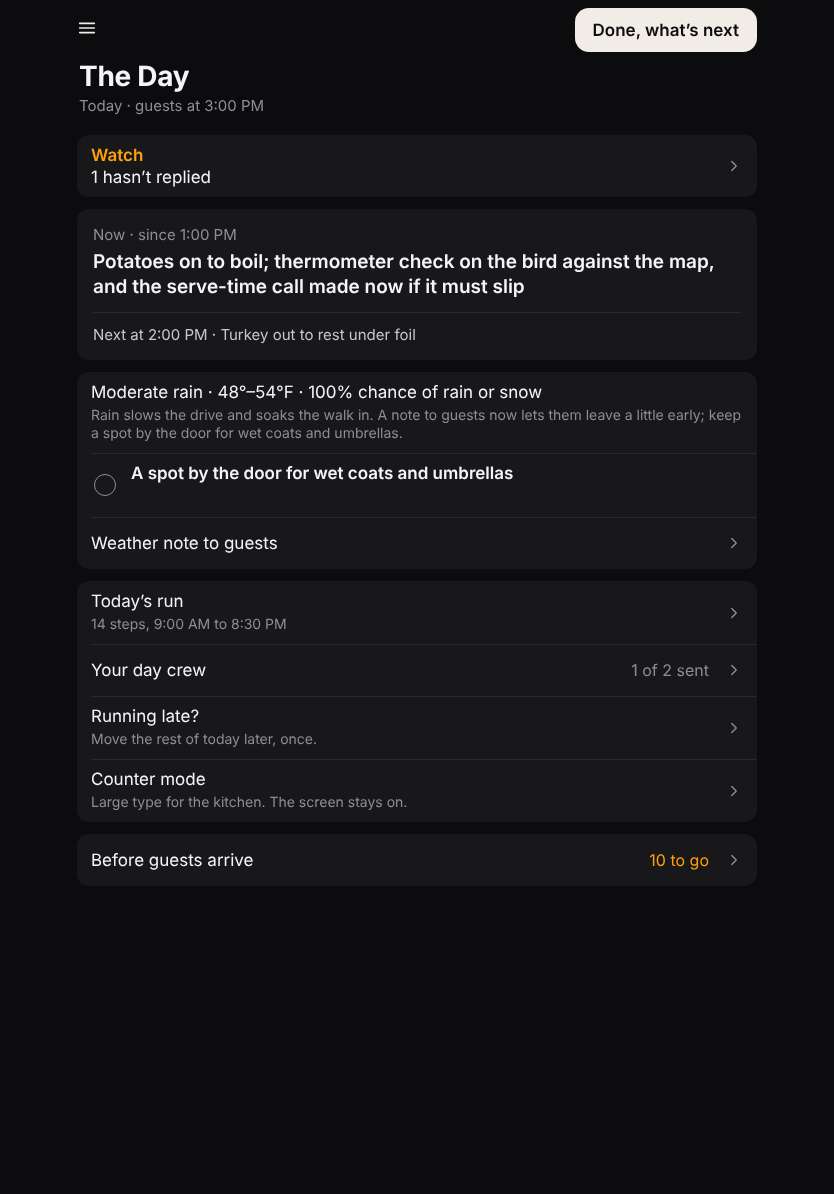 Done, what’s next
The Day
Today · guests at 3:00 PM
Watch
1 hasn’t replied
Now · since 1:00 PM
Potatoes on to boil; thermometer check on the bird against the map,
and the serve-time call made now if it must slip
Next at 2:00 PM · Turkey out to rest under foil
Moderate rain · 48°–54°F · 100% chance of rain or snow
Rain slows the drive and soaks the walk in. A note to guests now lets them leave a little early; keep
a spot by the door for wet coats and umbrellas.
A spot by the door for wet coats and umbrellas
Weather note to guests
Today’s run
14 steps, 9:00 AM to 8:30 PM
Your day crew 1 of 2 sent
Running late?
Move the rest of today later, once.
Counter mode
Large type for the kitchen. The screen stays on.
Before guests arrive 10 to go